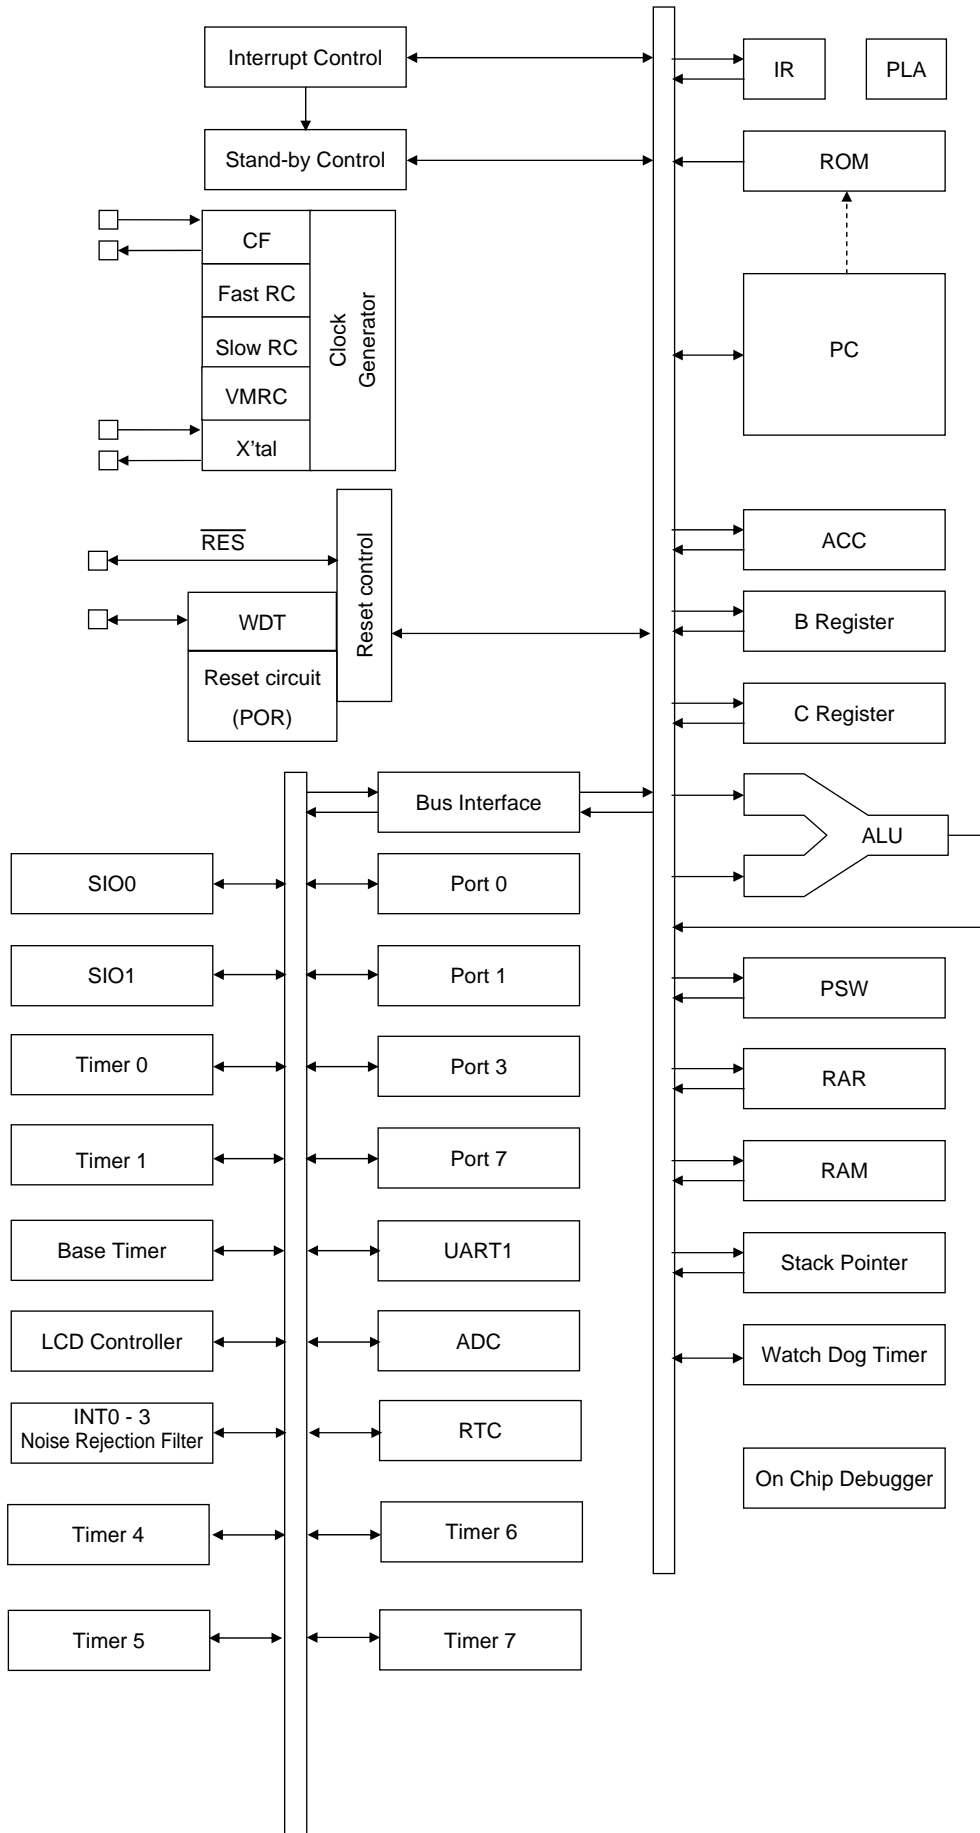 Interrupt Control
IR
PLA
Stand-by Control
ROM
CF
Fast RC
Slow RC
VMRC
X'tal
Clock
Generator
PC
RES
Reset control
WDT
Reset circuit
(POR)
ACC
B Register
C Register
Bus Interface
ALU
SIO0
Port 0
SIO1
Port 1
PSW
Timer 0
Port 3
RAR
Timer 1
Port 7
RAM
Base Timer
UART1
Stack Pointer
LCD Controller
ADC
Watch Dog Timer
INT0 - 3
Noise Rejection Filter
RTC
On Chip Debugger
Timer 4
Timer 6
Timer 5
Timer 7